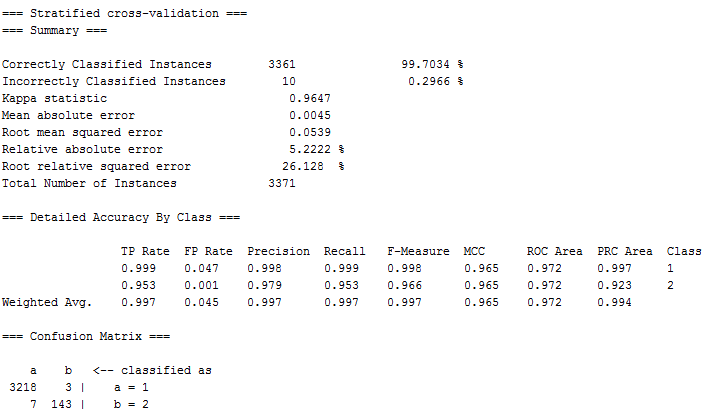 === Stratified cross-validation ===
=== Summary ===
Correctly Classified Instances 3361 99.7034 %
Incorrectly Classified Instances 10 0.2966 %
Kappa statistic 0.9647
Mean absolute error 0.0045
Root mean squared error 0.0539
Relative absolute error 5.2222 %
Root relative squared error 26.128 %
Total Number of Instances 3371
=== Detailed Accuracy By Class ===
TP Rate FP Rate Precision Recall F-Measure MCC ROC Area PRC Area Class
0.999 0.047 0.998 0.999 0.998 0.965 0.972 0.997 1
0.953 0.001 0.979 0.953 0.966 0.965 0.972 0.923 2
Weighted Avg. 0.997 0.045 0.997 0.997 0.997 0.965 0.972 0.994
=== Confusion Matrix ===
a b <-- classified as
3218 3 | a = 1
7 143 | b = 2